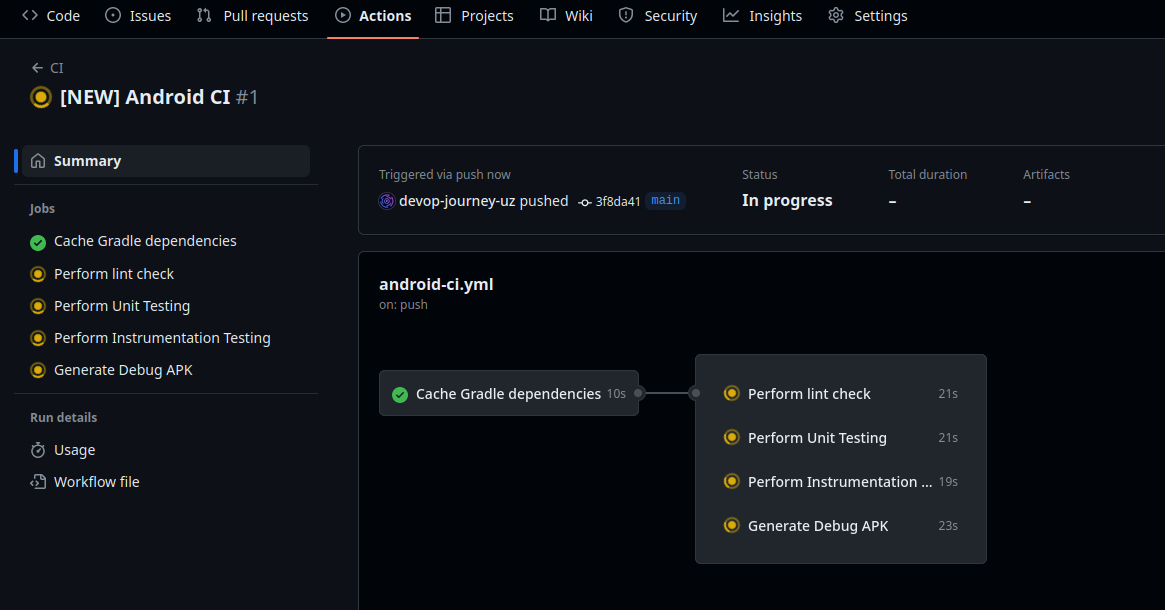 Code Issues Pull requests Actions Projects Wiki Security Insights Settings
CI
[NEW] Android CI #1
Summary
Jobs
Cache Gradle dependencies
Perform lint check
Perform Unit Testing
Perform Instrumentation Testing
Generate Debug APK
Run details
Usage
Workflow file
Triggered via push now
devop-journey-uz pushed 3f8da41 main
Status
In progress
Total duration
–
Artifacts
–
android-ci.yml
on: push
Cache Gradle dependencies 10s
Perform lint check 21s
Perform Unit Testing 21s
Perform Instrumentation ... 19s
Generate Debug APK 23s